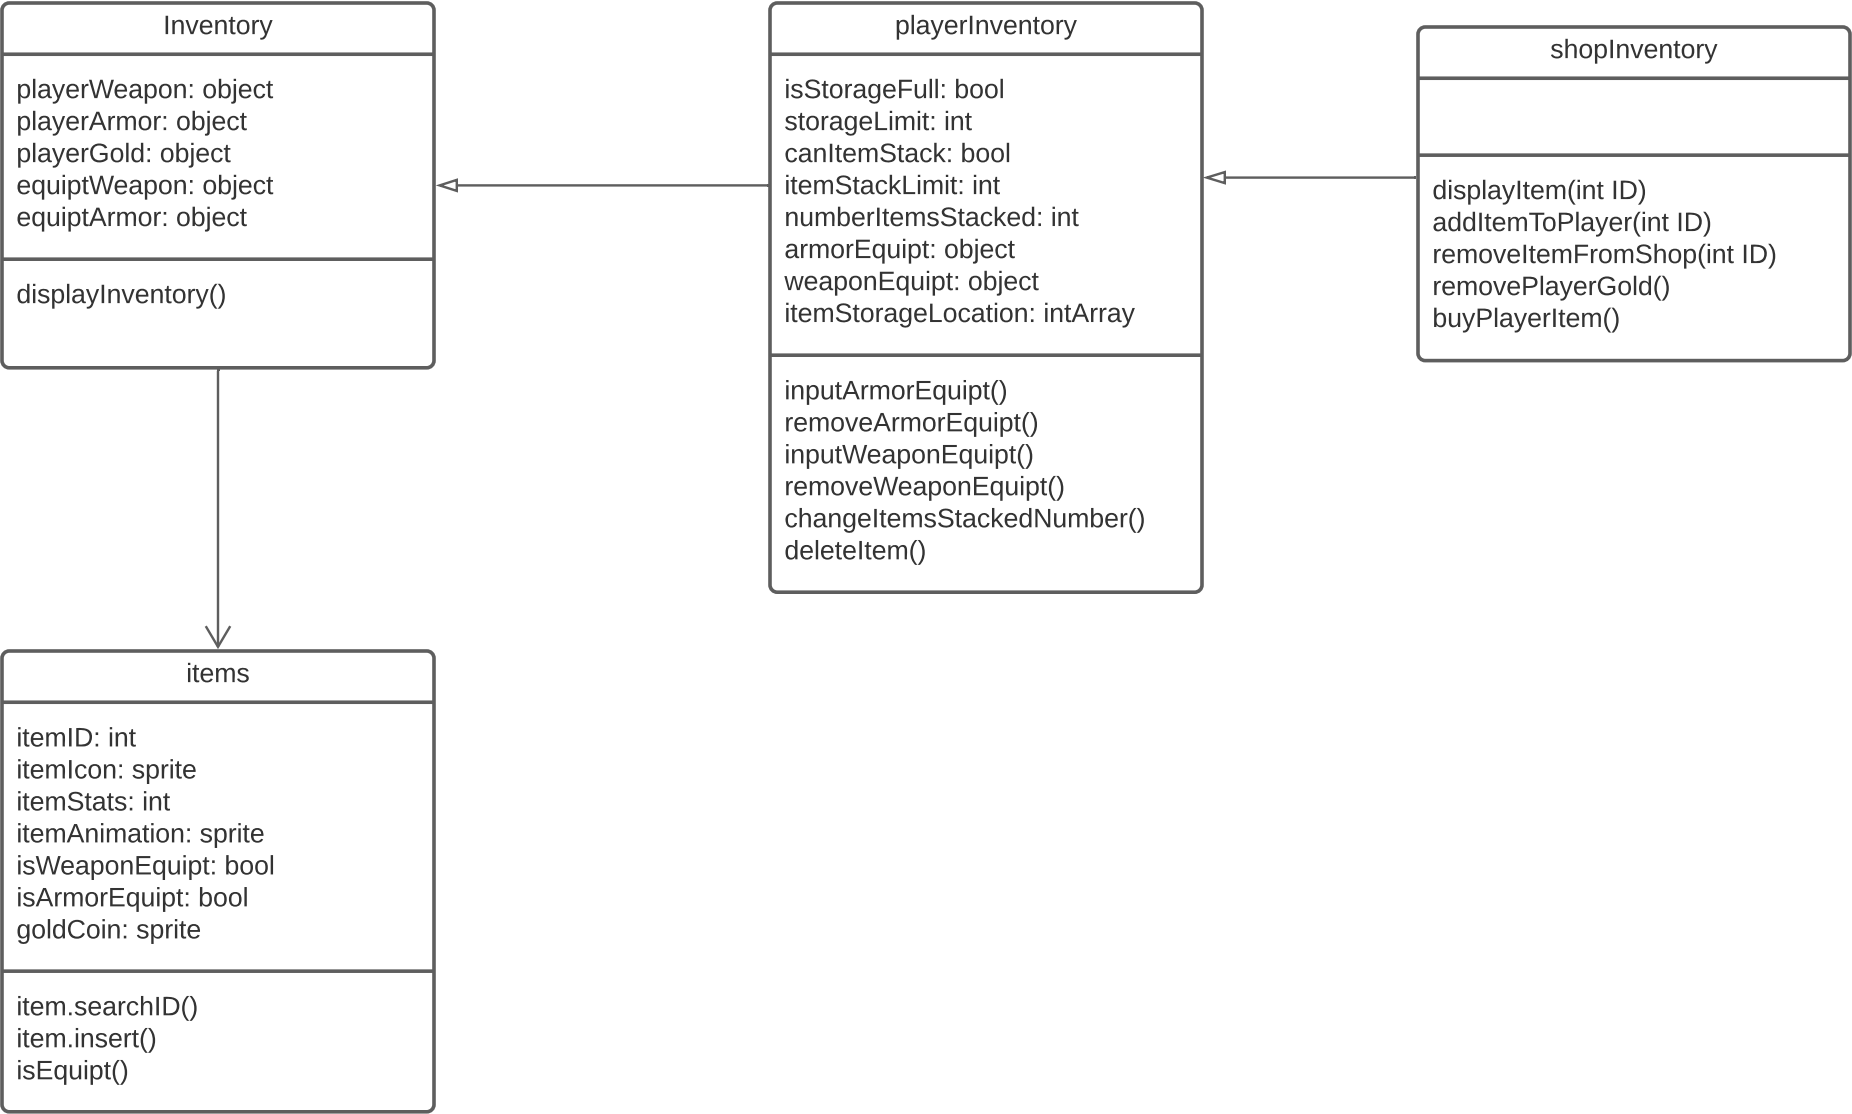 Inventory
playerWeapon: object
playerArmor: object
playerGold: object
equiptWeapon: object
equiptArmor: object
displayInventory()
playerInventory
isStorageFull: bool
storageLimit: int
canItemStack: bool
itemStackLimit: int
numberItemsStacked: int
armorEquipt: object
weaponEquipt: object
itemStorageLocation: intArray
inputArmorEquipt()
removeArmorEquipt()
inputWeaponEquipt()
removeWeaponEquipt()
changeItemsStackedNumber()
deleteItem()
shopInventory
displayItem(int ID)
addItemToPlayer(int ID)
removeItemFromShop(int ID)
removePlayerGold()
buyPlayerItem()
items
itemID: int
itemIcon: sprite
itemStats: int
itemAnimation: sprite
isWeaponEquipt: bool
isArmorEquipt: bool
goldCoin: sprite
item.searchID()
item.insert()
isEquipt()